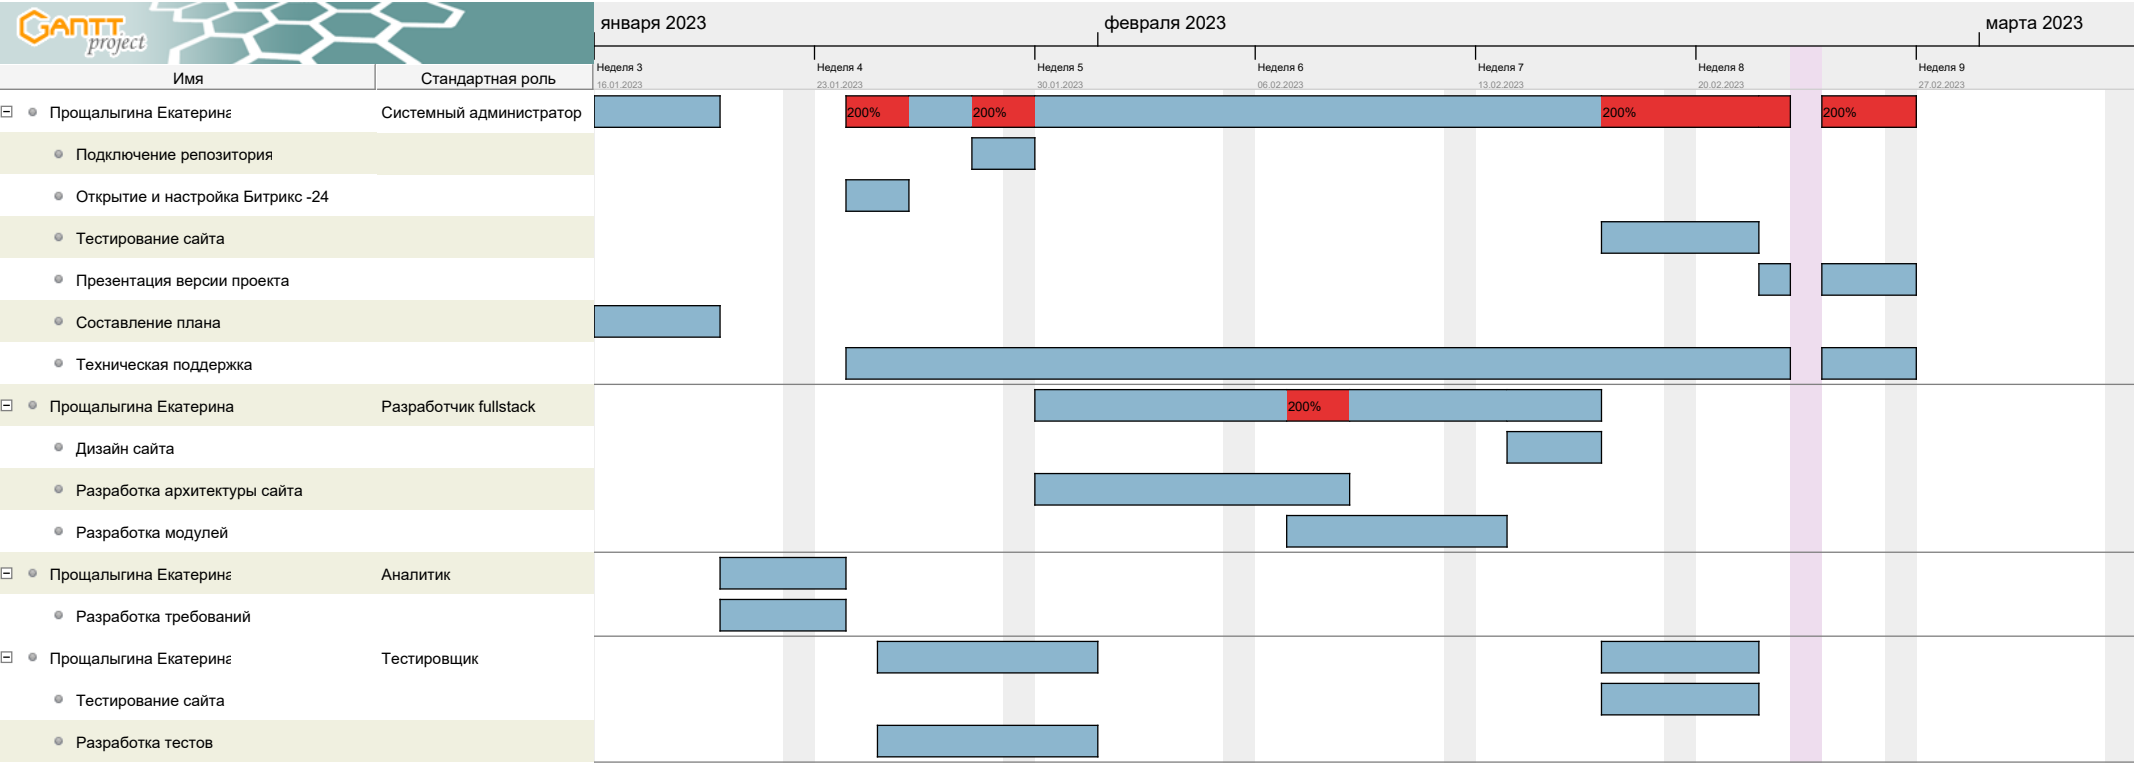 GANTT
project
января 2023
февраля 2023
марта 2023
Имя
Стандартная роль
Неделя 3
Неделя 4
Неделя 5
Неделя 6
Неделя 7
Неделя 8
Неделя 9
16.01.2023
23.01.2023
30.01.2023
06.02.2023
13.02.2023
20.02.2023
27.02.2023
Прощалыгина Екатерина Системный администратор
200% 200% 200% 200%
Подключение репозитория
Открытие и настройка Битрикс -24
Тестирование сайта
Презентация версии проекта
Составление плана
Техническая поддержка
Прощалыгина Екатерина Разработчик fullstack
200%
Дизайн сайта
Разработка архитектуры сайта
Разработка модулей
Прощалыгина Екатерина Аналитик
Разработка требований
Прощалыгина Екатерина Тестировщик
Тестирование сайта
Разработка тестов